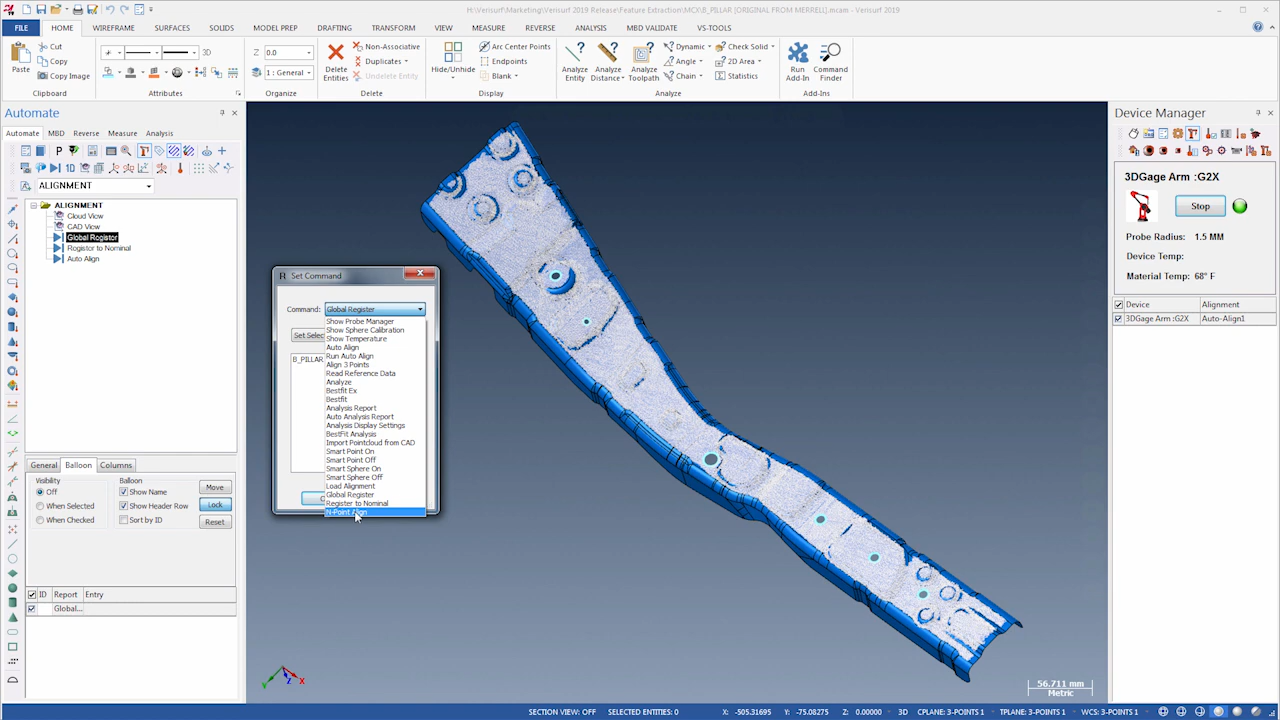 H:\Verisurf\Marketing\Verisurf 2019 Release\Feature Extraction\MCX\B_PILLAR [ORIGINAL FROM MERRELL].mcam - Verisurf 2019
FILE HOME WIREFRAME SURFACES SOLIDS MODEL PREP DRAFTING TRANSFORM VIEW MEASURE REVERSE ANALYSIS MBD VALIDATE VS-TOOLS
Paste
Cut
Copy
Copy Image
Clipboard
3D
Attributes
Z 0.0
1 : General
Organize
Delete Entities
Non-Associative
Duplicates
Undelete Entity
Delete
Hide/Unhide
Arc Center Points
Endpoints
Blank
Display
Analyze Entity
Analyze Distance
Analyze Toolpath
Dynamic
Angle
Chain
Check Solid
2D Area
Statistics
Analyze
Run Add-In
Command Finder
Add-Ins
Automate
Automate MBD Reverse Measure Analysis
P
1D
ALIGNMENT
ALIGNMENT
Cloud View
CAD View
Global Register
Register to Nominal
Auto Align
General Balloon Columns
Visibility
Off
When Selected
When Checked
Balloon
Show Name
Show Header Row
Sort by ID
Move
Lock
Reset
ID Report Entry
Global...
Set Command
Command: Global Register
Set Selec
B_PILLAR
Show Probe Manager
Show Sphere Calibration
Show Temperature
Auto Align
Run Auto Align
Align 3 Points
Read Reference Data
Analyze
Bestfit Ex
Bestfit
Analysis Report
Auto Analysis Report
Analysis Display Settings
BestFit Analysis
Import Pointcloud from CAD
Smart Point On
Smart Point Off
Smart Sphere On
Smart Sphere Off
Load Alignment
Global Register
Register to Nominal
N-Point Align
Y Z X
56.711 mm
Metric
Device Manager
3DGage Arm :G2X
Stop
Probe Radius: 1.5 MM
Device Temp:
Material Temp: 68° F
Device Alignment
3DGage Arm :G2X Auto-Align1
SECTION VIEW: OFF SELECTED ENTITIES: 0 X: -505.31695 Y: -75.08275 Z: 0.00000 3D CPLANE: 3-POINTS 1 TPLANE: 3-POINTS 1 WCS: 3-POINTS 1